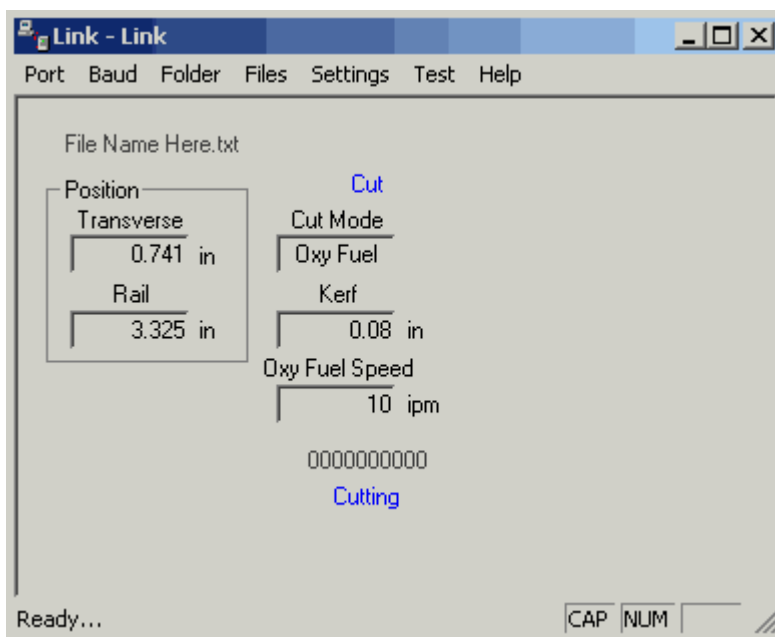 Link - Link
Port Baud Folder Files Settings Test Help
File Name Here.txt
Cut
Position
Transverse
0.741 in
Rail
3.325 in
Cut Mode
Oxy Fuel
Kerf
0.08 in
Oxy Fuel Speed
10 ipm
0000000000
Cutting
Ready...
CAP NUM